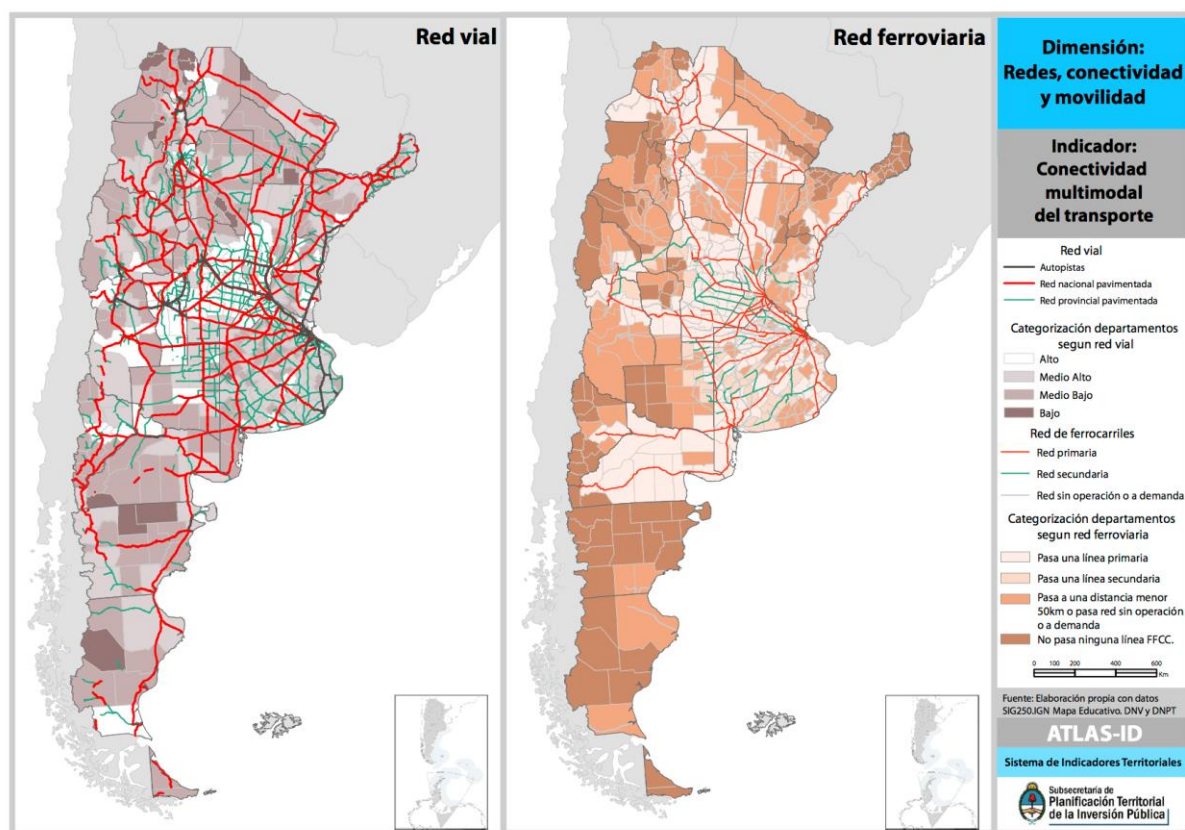 Red vial
Red ferroviaria
Dimensión:
Redes, conectividad
y movilidad
Indicador:
Conectividad
multimodal
del transporte
Red vial
Autopistas
Red nacional pavimentada
Red provincial pavimentada
Categorización departamentos
segun red vial
Alto
Medio Alto
Medio Bajo
Bajo
Red de ferrocarriles
Red primaria
Red secundaria
Red sin operación o a demanda
Categorización departamentos
segun red ferroviaria
Pasa una línea primaria
Pasa una línea secundaria
Pasa a una distancia menor
50km o pasa red sin operación
o a demanda
No pasa ninguna línea FFCC.
0 100 200 400 600
Km
Fuente: Elaboración propia con datos
SIG250.IGN Mapa Educativo. DNV y DNPT
ATLAS-ID
Sistema de Indicadores Territoriales
Subsecretaría de
Planificación Territorial
de la Inversión Pública